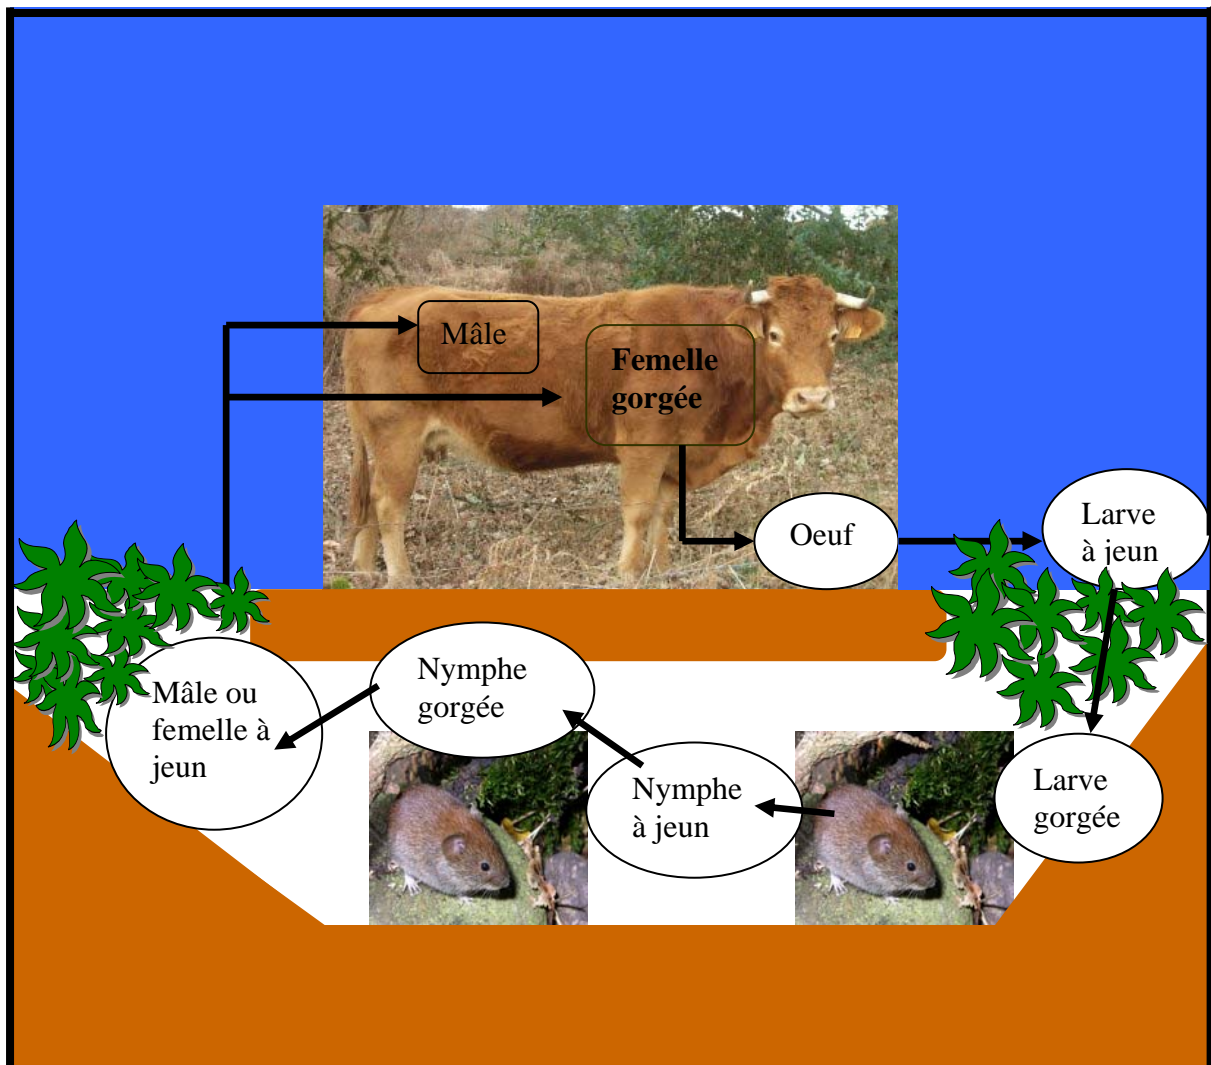 Mâle
Femelle
gorgée
Oeuf
Larve
à jeun
Nymphe
gorgée
Mâle ou
femelle à
jeun
Nymphe
à jeun
Larve
gorgée